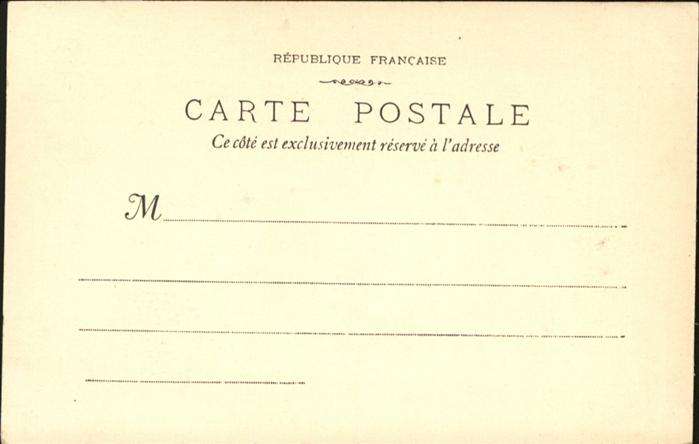 RÉPUBLIQUE FRANÇAISE
CARTE POSTALE
Ce côté est exclusivement réservé à l'adresse
M